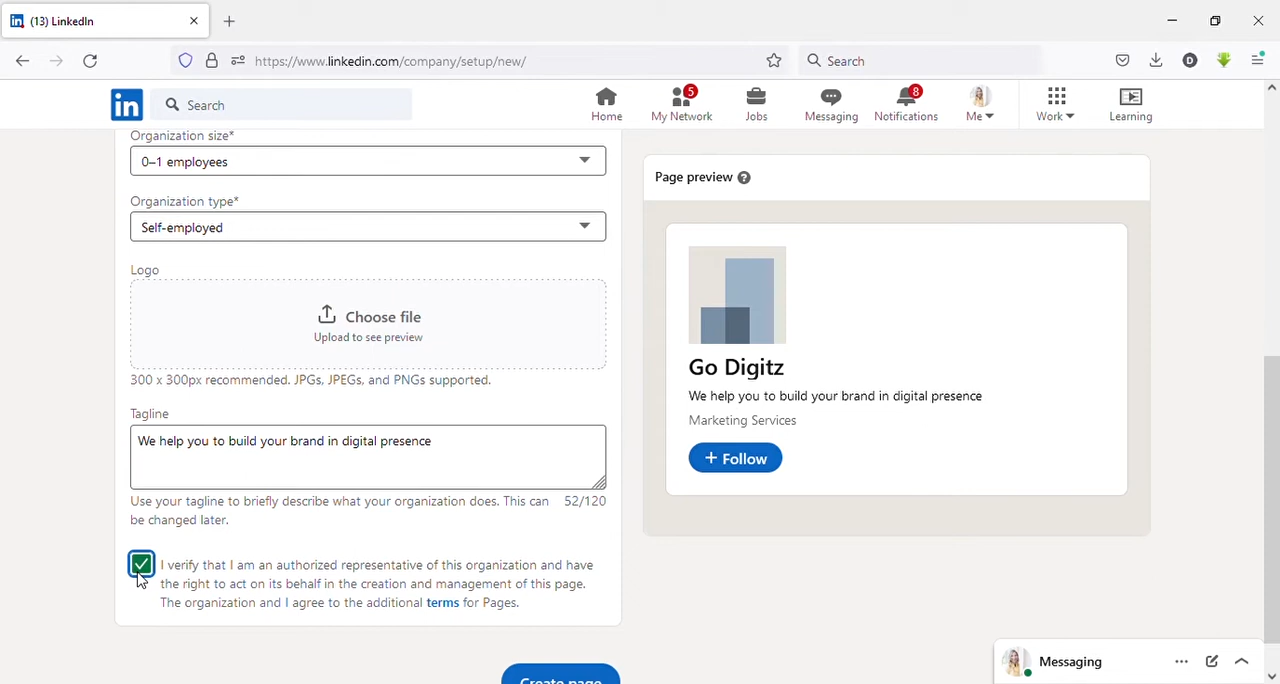 (13) LinkedIn
https://www.linkedin.com/company/setup/new/
Search
in
Search
Home
5
My Network
Jobs
Messaging
8
Notifications
Me
Work
Learning
Organization size*
0–1 employees
Organization type*
Self-employed
Logo
Choose file
Upload to see preview
300 x 300px recommended. JPGs, JPEGs, and PNGs supported.
Tagline
We help you to build your brand in digital presence
Use your tagline to briefly describe what your organization does. This can 52/120
be changed later.
I verify that I am an authorized representative of this organization and have
the right to act on its behalf in the creation and management of this page.
The organization and I agree to the additional terms for Pages.
Create page
Page preview ?
Go Digitz
We help you to build your brand in digital presence
Marketing Services
+ Follow
Messaging